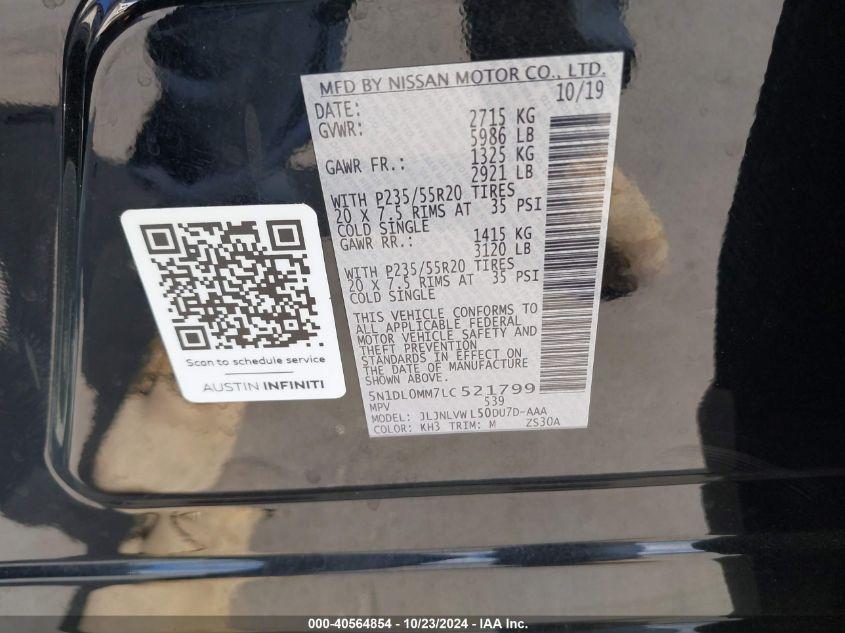 MFD BY NISSAN MOTOR CO., LTD.
DATE: 10/19
GVWR: 2715 KG
5986 LB
GAWR FR.: 1325 KG
2921 LB
WITH P235/55R20 TIRES
20 X 7.5 RIMS AT 35 PSI
COLD SINGLE
GAWR RR.: 1415 KG
3120 LB
WITH P235/55R20 TIRES
20 X 7.5 RIMS AT 35 PSI
COLD SINGLE
THIS VEHICLE CONFORMS TO
ALL APPLICABLE FEDERAL
MOTOR VEHICLE SAFETY AND
THEFT PREVENTION
STANDARDS IN EFFECT ON
THE DATE OF MANUFACTURE
SHOWN ABOVE.
5N1DL0MM7LC521799
MPV 539
MODEL: JLJNLVWL50DU7D-AAA
COLOR: KH3 TRIM: M ZS30A
Scan to schedule service
AUSTIN INFINITI
000-40564854 - 10/23/2024 - IAA Inc.